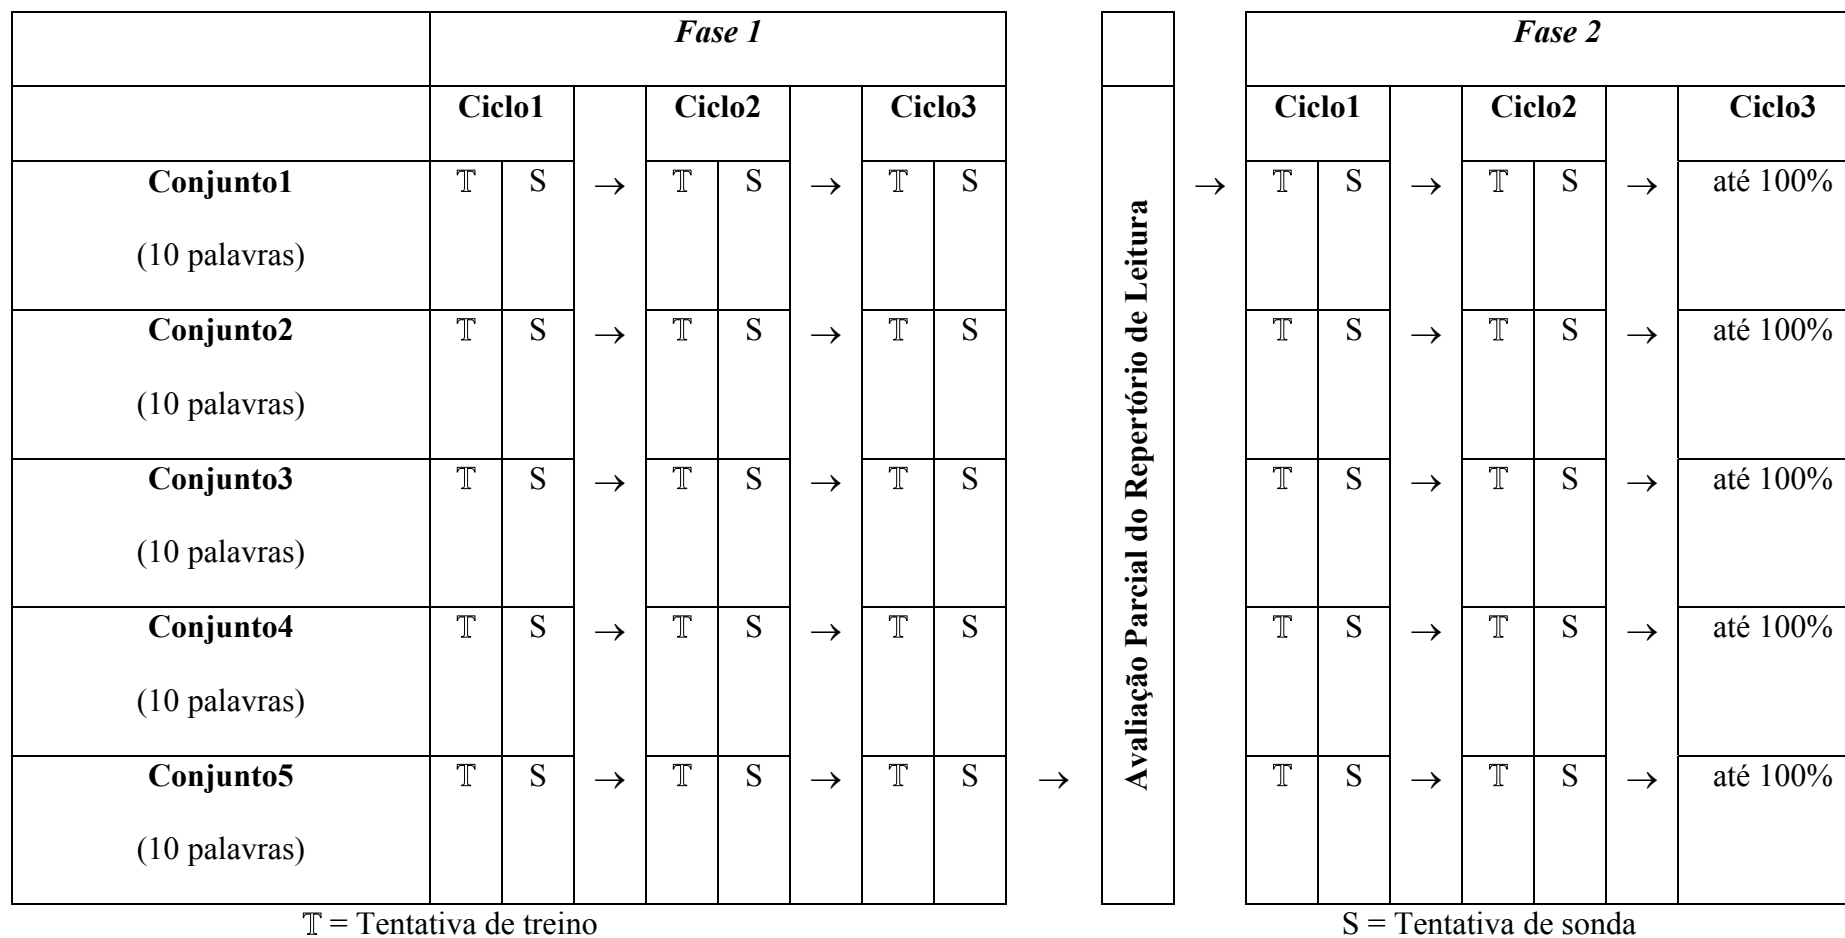 Fase 1 Fase 2
Ciclo1 Ciclo2 Ciclo3 Ciclo1 Ciclo2 Ciclo3
Conjunto1 𝕋 S → 𝕋 S → 𝕋 S → 𝕋 S → 𝕋 S → até 100%
(10 palavras)
Conjunto2 𝕋 S → 𝕋 S → 𝕋 S 𝕋 S → 𝕋 S → até 100%
(10 palavras)
Conjunto3 𝕋 S → 𝕋 S → 𝕋 S 𝕋 S → 𝕋 S → até 100%
(10 palavras)
Conjunto4 𝕋 S → 𝕋 S → 𝕋 S 𝕋 S → 𝕋 S → até 100%
(10 palavras)
Conjunto5 𝕋 S → 𝕋 S → 𝕋 S → 𝕋 S → 𝕋 S → até 100%
(10 palavras)
Avaliação Parcial do Repertório de Leitura
𝕋 = Tentativa de treino S = Tentativa de sonda